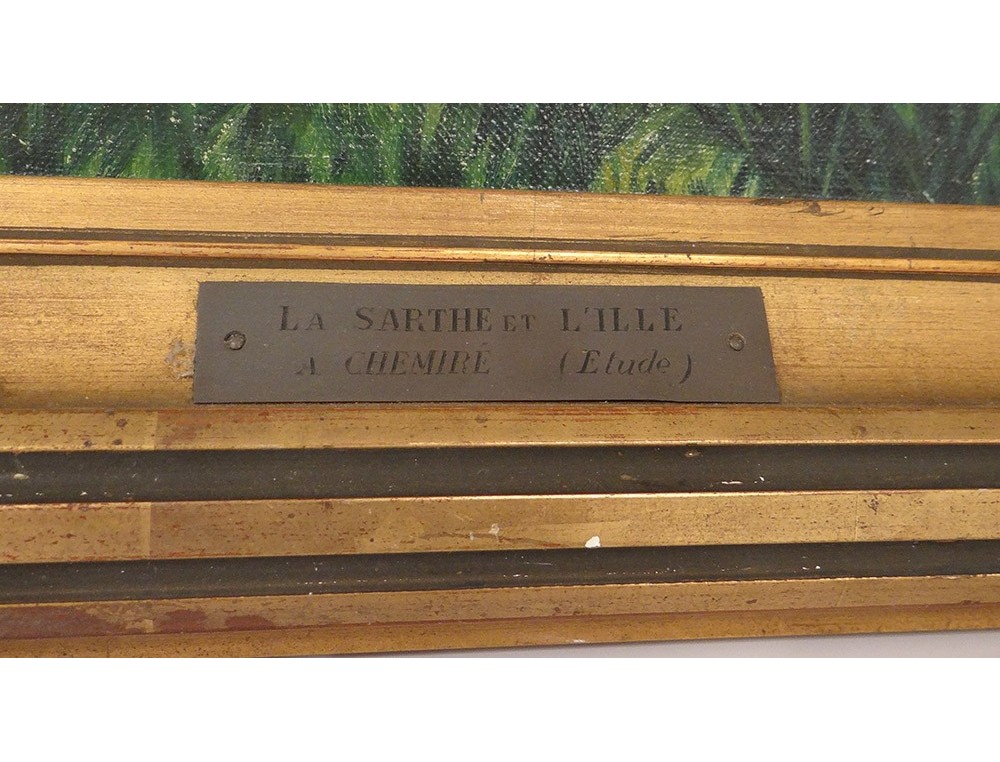 LA SARTHE ET L'ILLE
A CHEMIRÉ (Etude)